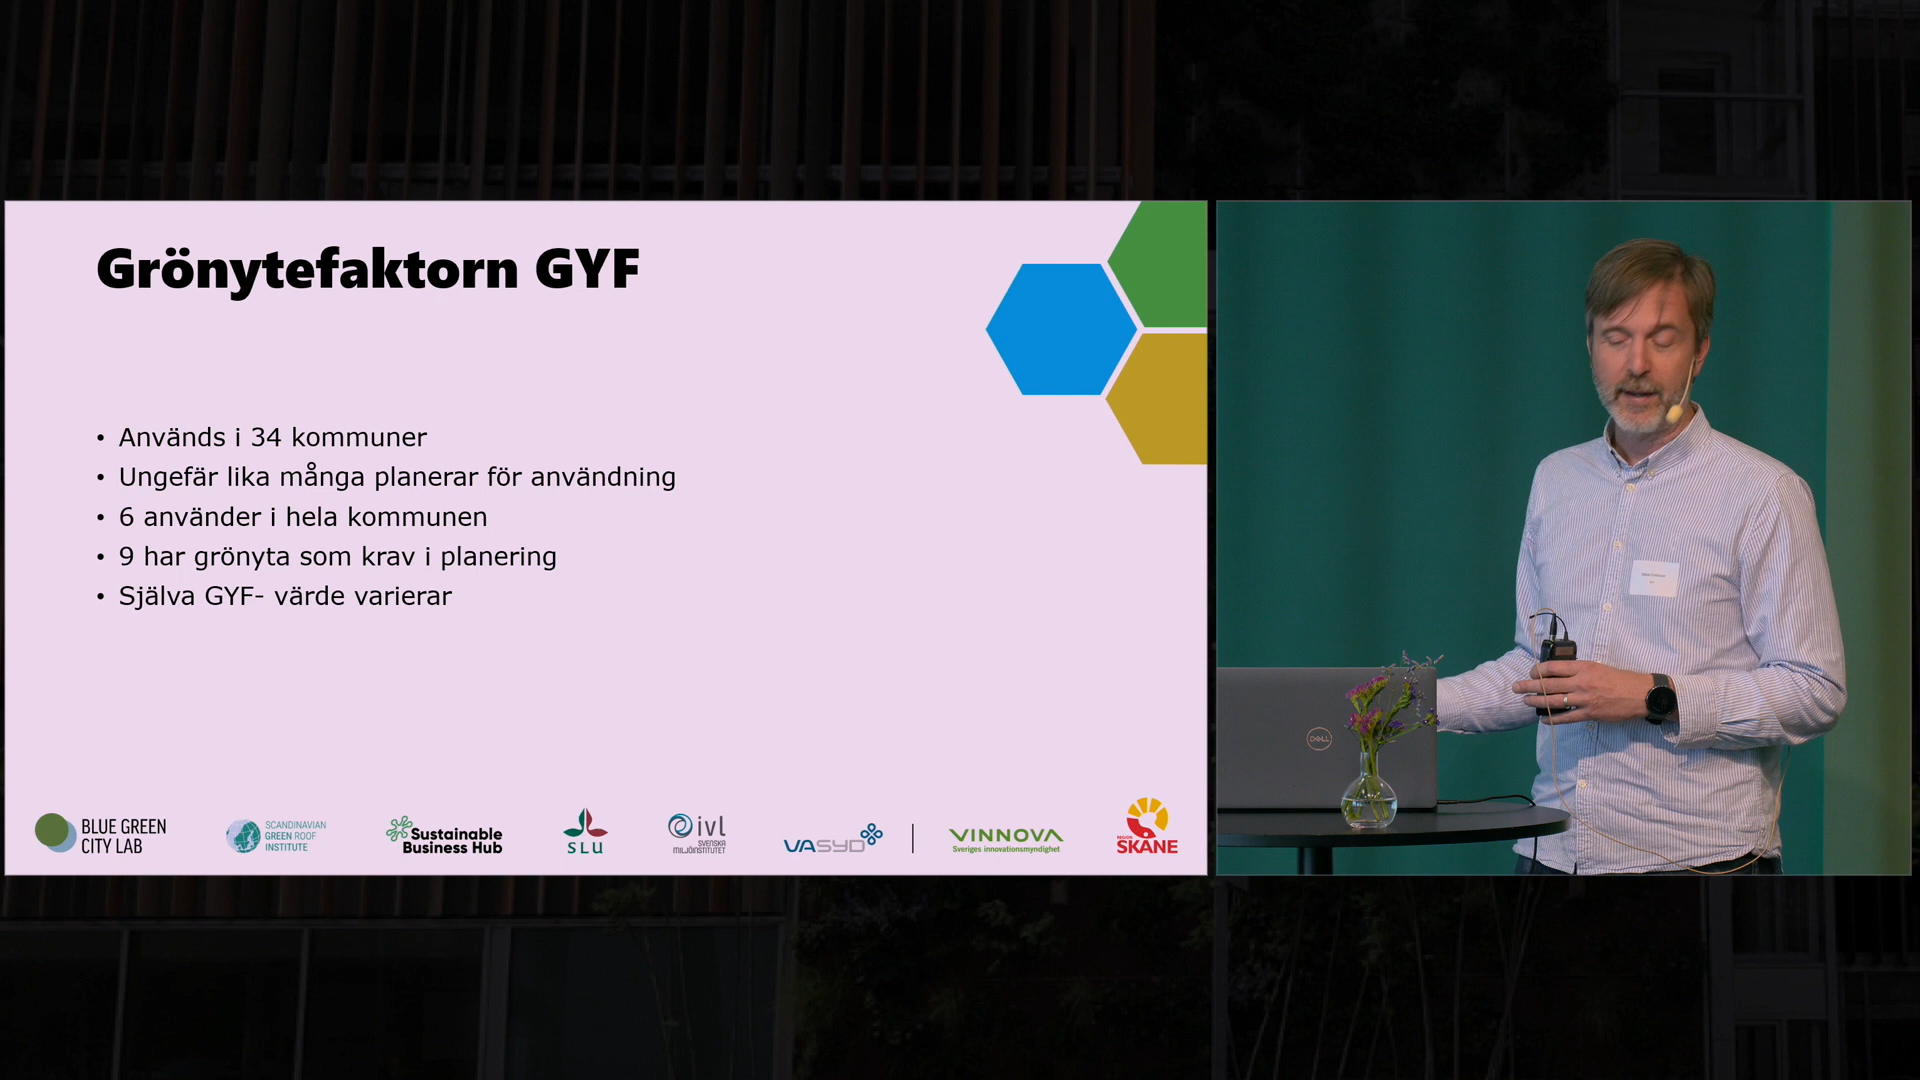 Grönytefaktorn GYF
• Används i 34 kommuner
• Ungefär lika många planerar för användning
• 6 använder i hela kommunen
• 9 har grönyta som krav i planering
• Själva GYF- värde varierar
BLUE GREEN
CITY LAB
SCANDINAVIAN
GREEN ROOF
INSTITUTE
Sustainable
Business Hub
SLU
ivl
SVENSKA
MILJÖINSTITUTET
VASYD
VINNOVA
Sveriges innovationsmyndighet
REGION
SKÅNE
DELL